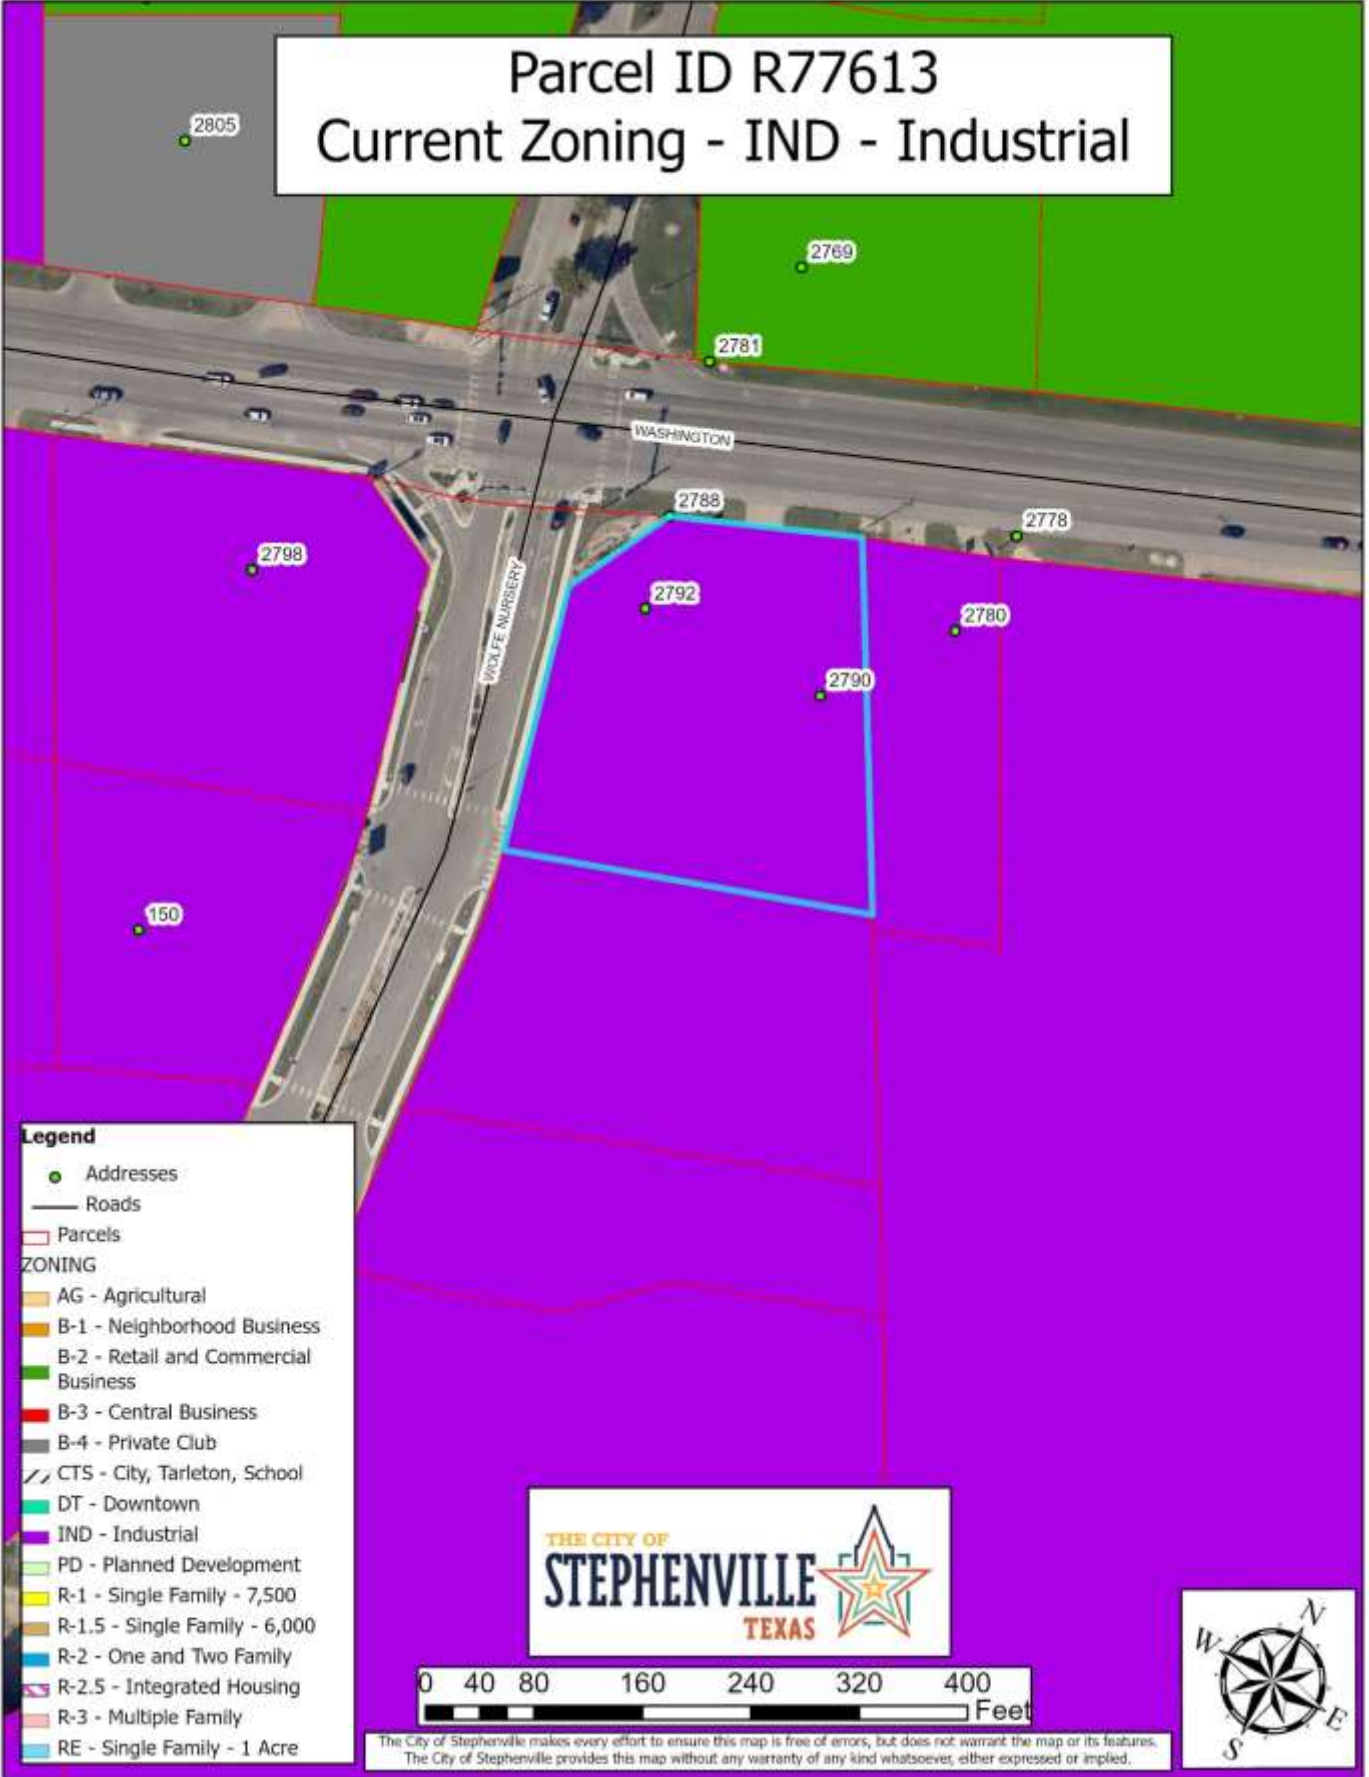 Parcel ID R77613
Current Zoning - IND - Industrial
2805
2769
2781
WASHINGTON
2788
2778
2798
2792
2780
WOLFE NURSERY
2790
150
Legend
Addresses
Roads
Parcels
ZONING
AG - Agricultural
B-1 - Neighborhood Business
B-2 - Retail and Commercial
Business
B-3 - Central Business
B-4 - Private Club
CTS - City, Tarleton, School
DT - Downtown
IND - Industrial
PD - Planned Development
R-1 - Single Family - 7,500
R-1.5 - Single Family - 6,000
R-2 - One and Two Family
R-2.5 - Integrated Housing
R-3 - Multiple Family
RE - Single Family - 1 Acre
THE CITY OF
STEPHENVILLE
TEXAS
0 40 80 160 240 320 400
Feet
The City of Stephenville makes every effort to ensure this map is free of errors, but does not warrant the map or its features.
The City of Stephenville provides this map without any warranty of any kind whatsoever, either expressed or implied.
N
W
E
S